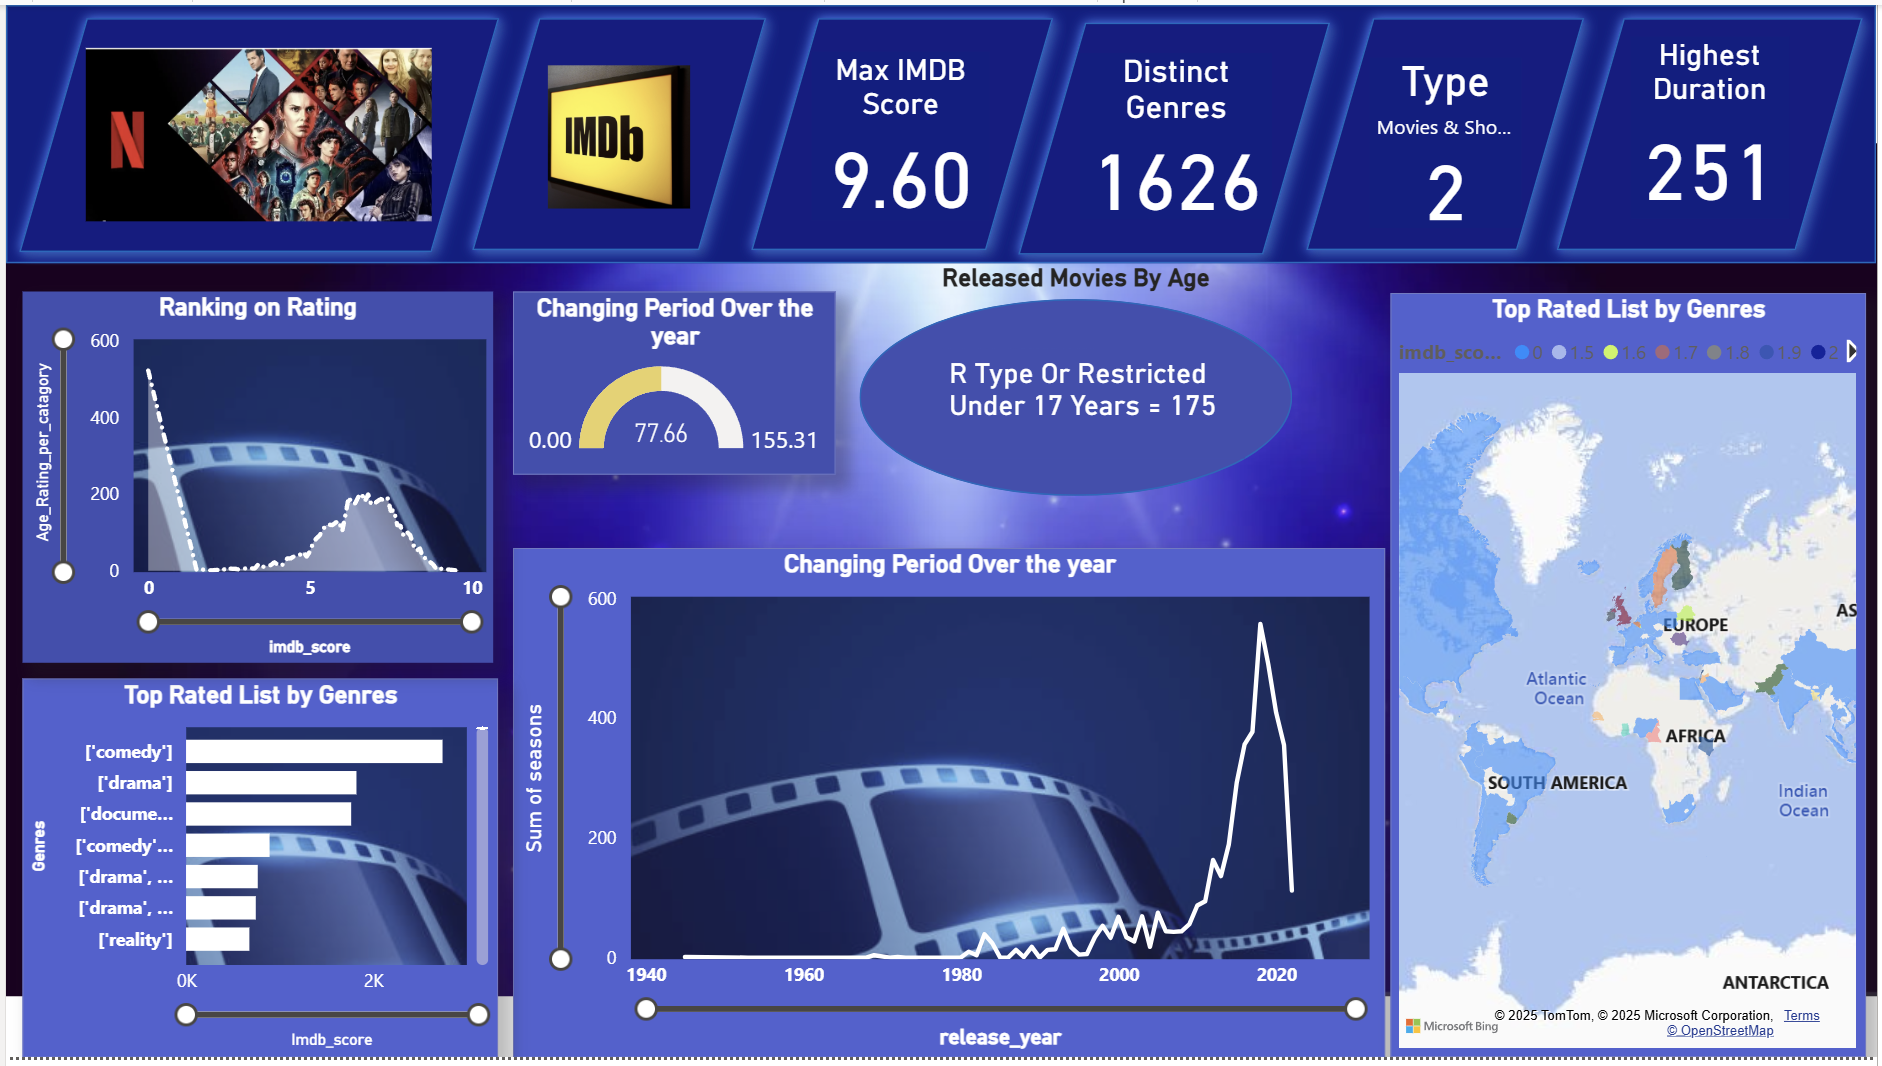 N
IMDb
Max IMDB
Score
9.60
Distinct
Genres
1626
Type
Movies & Sho...
2
Highest
Duration
251
Ranking on Rating
Age_Rating_per_catagory
600
400
200
0
0
5
10
imdb_score
Changing Period Over the
year
0.00
77.66
155.31
Released Movies By Age
R Type Or Restricted
Under 17 Years = 175
Top Rated List by Genres
imdb_sco...
0
1.5
1.6
1.7
1.8
1.9
2
AS
EUROPE
Atlantic
Ocean
AFRICA
SOUTH AMERICA
Indian
Ocean
ANTARCTICA
Microsoft Bing
© 2025 TomTom, © 2025 Microsoft Corporation, Terms
© OpenStreetMap
Top Rated List by Genres
Genres
['comedy']
['drama']
['docume...
['comedy'...
['drama', ...
['drama', ...
['reality']
0K
2K
Imdb_score
Changing Period Over the year
Sum of seasons
600
400
200
0
1940
1960
1980
2000
2020
release_year